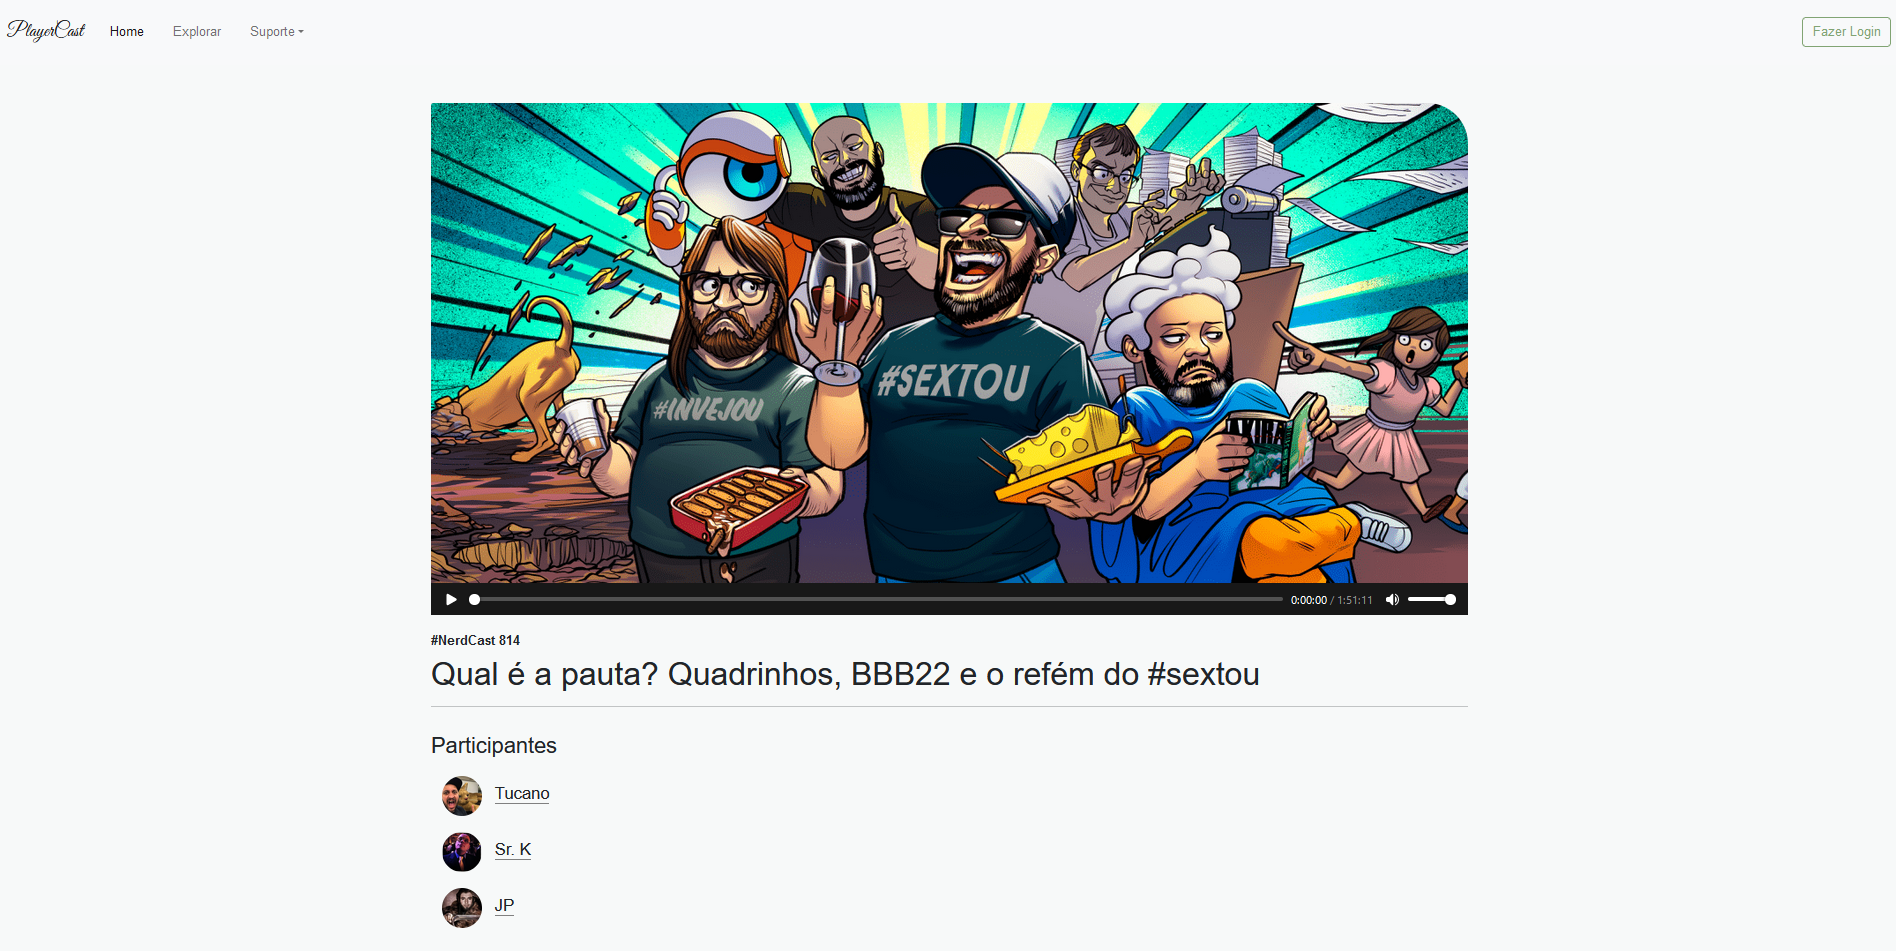 PlayerCast Home Explorar Suporte Fazer Login
#INVEJOU
#SEXTOU
0:00:00 / 1:51:11
#NerdCast 814
Qual é a pauta? Quadrinhos, BBB22 e o refém do #sextou
Participantes
Tucano
Sr. K
JP